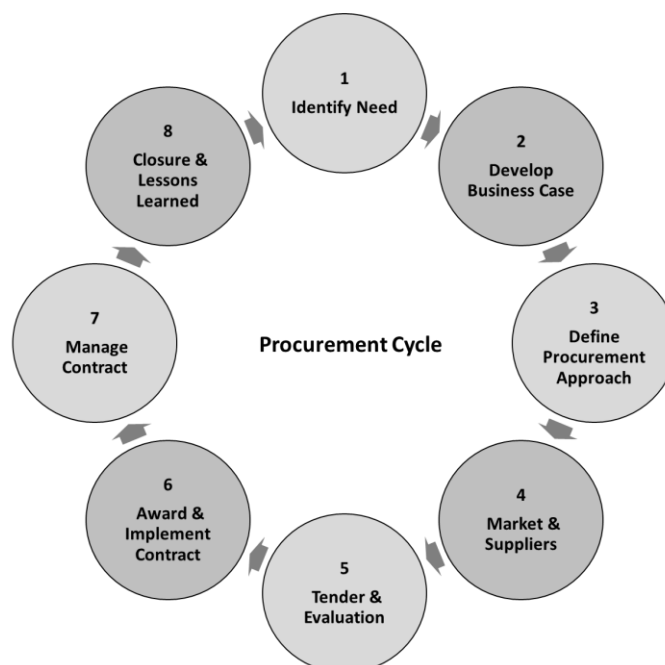 1
Identify Need
2
Develop
Business Case
3
Define
Procurement
Approach
4
Market &
Suppliers
5
Tender &
Evaluation
6
Award &
Implement
Contract
7
Manage
Contract
8
Closure &
Lessons
Learned
Procurement Cycle